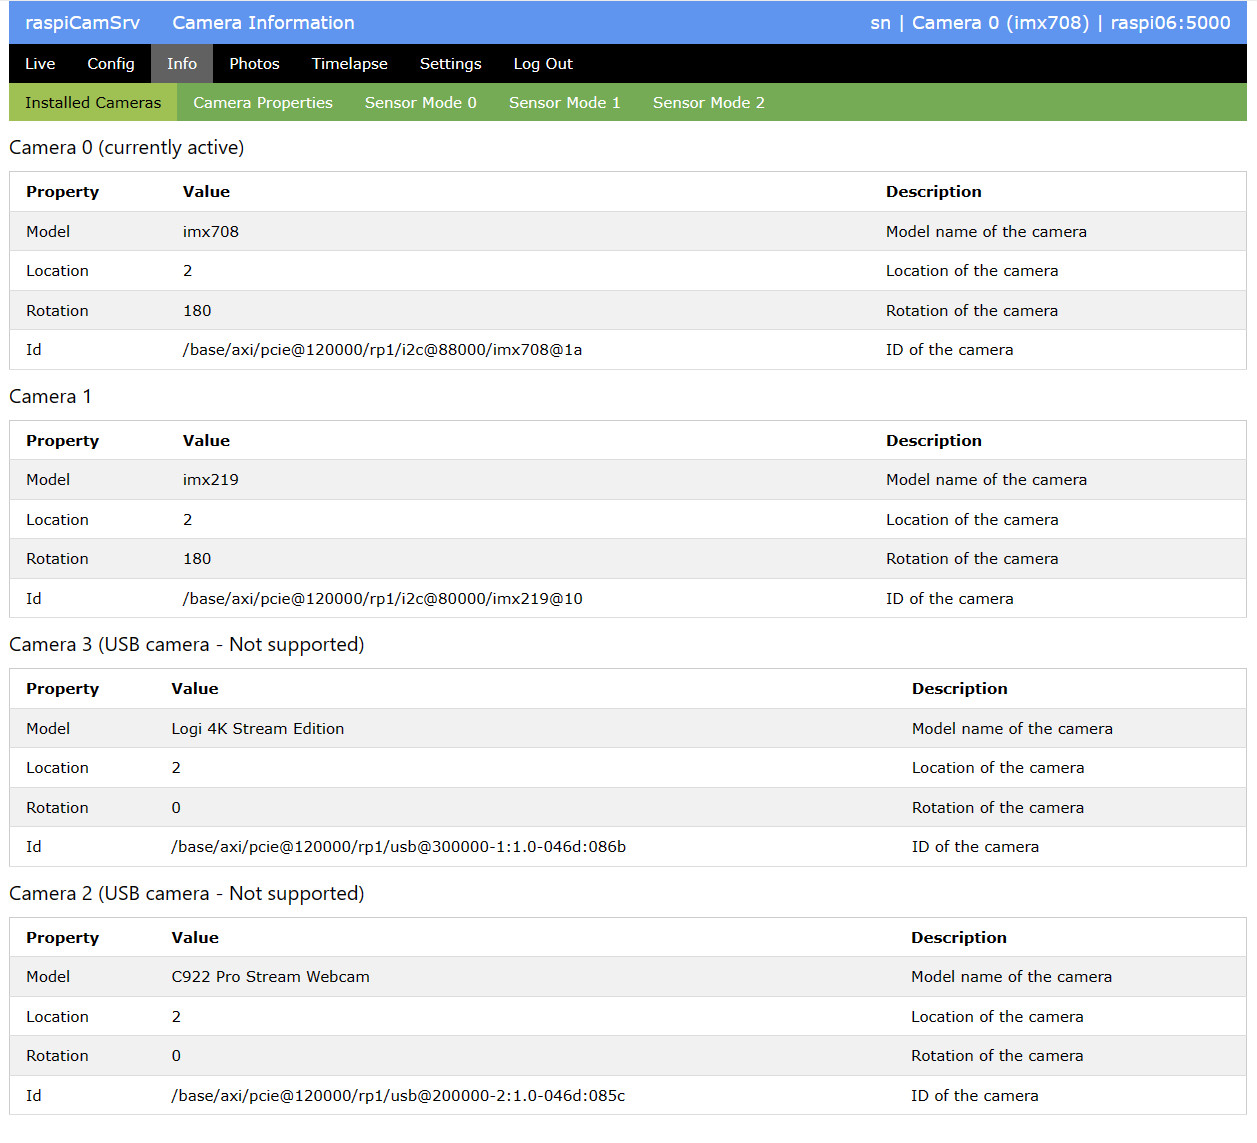 raspiCamSrv Camera Information sn | Camera 0 (imx708) | raspi06:5000
Live Config Info Photos Timelapse Settings Log Out
Installed Cameras Camera Properties Sensor Mode 0 Sensor Mode 1 Sensor Mode 2
Camera 0 (currently active)
Property Value Description
Model imx708 Model name of the camera
Location 2 Location of the camera
Rotation 180 Rotation of the camera
Id /base/axi/pcie@120000/rp1/i2c@88000/imx708@1a ID of the camera
Camera 1
Property Value Description
Model imx219 Model name of the camera
Location 2 Location of the camera
Rotation 180 Rotation of the camera
Id /base/axi/pcie@120000/rp1/i2c@80000/imx219@10 ID of the camera
Camera 3 (USB camera - Not supported)
Property Value Description
Model Logi 4K Stream Edition Model name of the camera
Location 2 Location of the camera
Rotation 0 Rotation of the camera
Id /base/axi/pcie@120000/rp1/usb@300000-1:1.0-046d:086b ID of the camera
Camera 2 (USB camera - Not supported)
Property Value Description
Model C922 Pro Stream Webcam Model name of the camera
Location 2 Location of the camera
Rotation 0 Rotation of the camera
Id /base/axi/pcie@120000/rp1/usb@200000-2:1.0-046d:085c ID of the camera